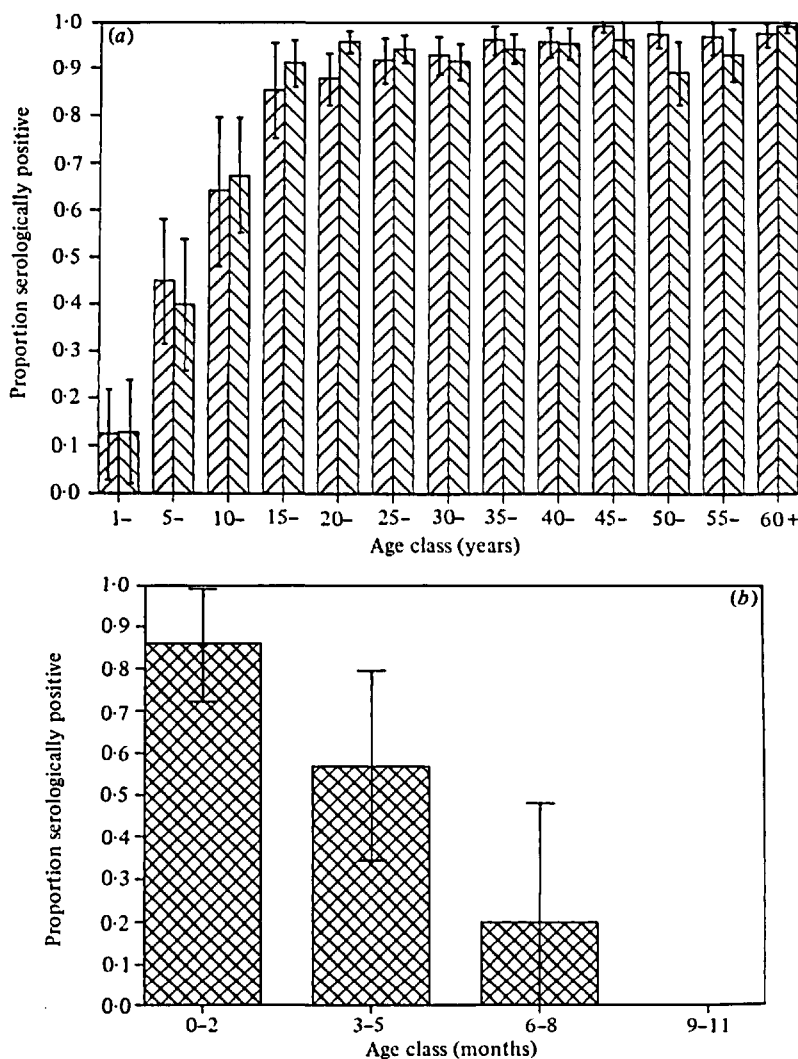 (a)
Proportion serologically positive
1·0
0·9
0·8
0·7
0·6
0·5
0·4
0·3
0·2
0·1
0·0
1– 5– 10– 15– 20– 25– 30– 35– 40– 45– 50– 55– 60+
Age class (years)
(b)
Proportion serologically positive
1·0
0·9
0·8
0·7
0·6
0·5
0·4
0·3
0·2
0·1
0·0
0–2 3–5 6–8 9–11
Age class (months)